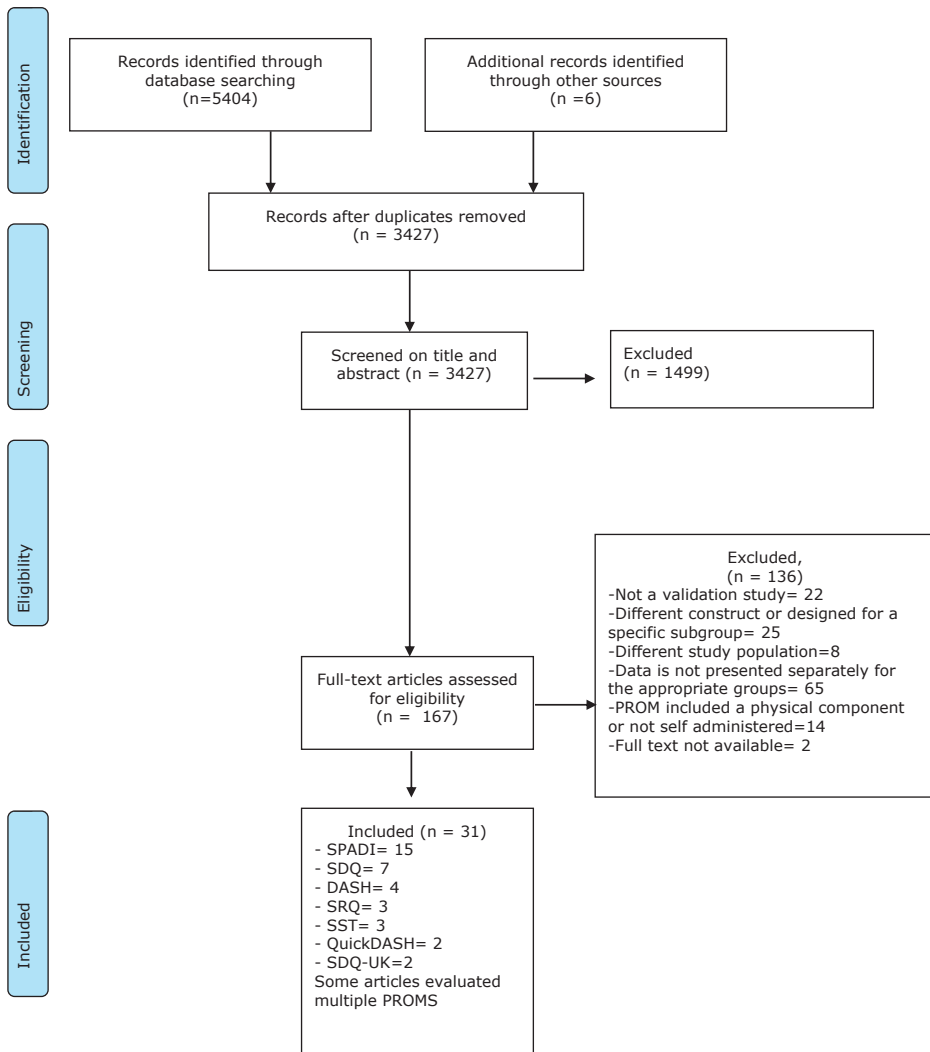 Identification
Records identified through
database searching
(n=5404)
Additional records identified
through other sources
(n =6)
Records after duplicates removed
(n = 3427)
Screening
Screened on title and
abstract (n = 3427)
Excluded
(n = 1499)
Eligibility
Full-text articles assessed
for eligibility
(n = 167)
Excluded,
(n = 136)
-Not a validation study= 22
-Different construct or designed for a
specific subgroup= 25
-Different study population=8
-Data is not presented separately for
the appropriate groups= 65
-PROM included a physical component
or not self administered=14
-Full text not available= 2
Included
Included (n = 31)
- SPADI= 15
- SDQ= 7
- DASH= 4
- SRQ= 3
- SST= 3
- QuickDASH= 2
- SDQ-UK=2
Some articles evaluated
multiple PROMS